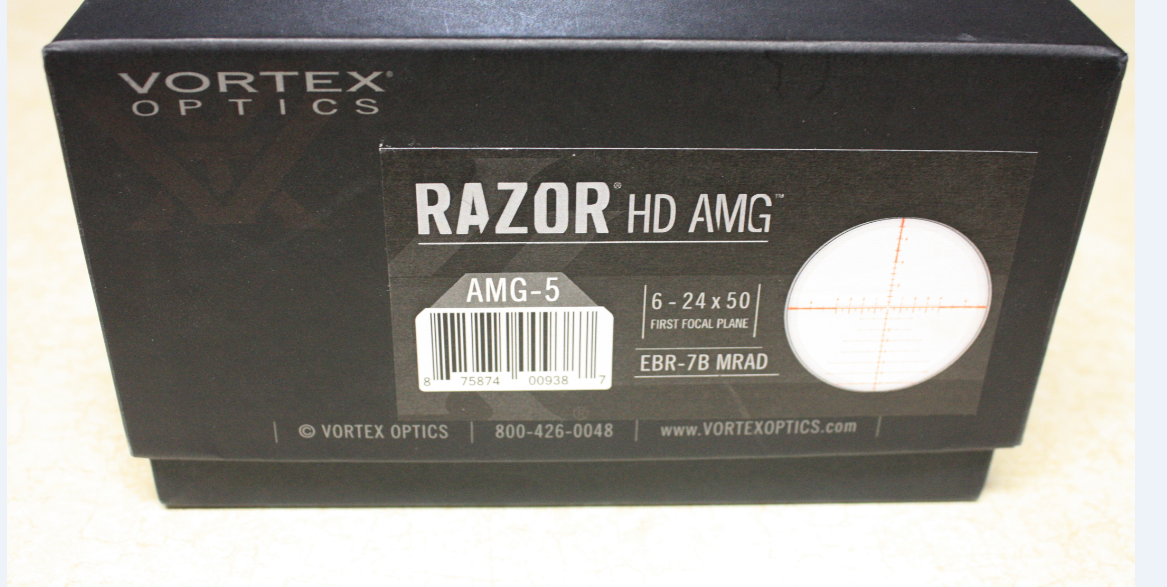 VORTEX®
OPTICS
RAZOR® HD AMG™
AMG-5
6 - 24 x 50
FIRST FOCAL PLANE
EBR-7B MRAD
8 75874 00938 7
© VORTEX OPTICS | 800-426-0048 | www.VORTEXOPTICS.com